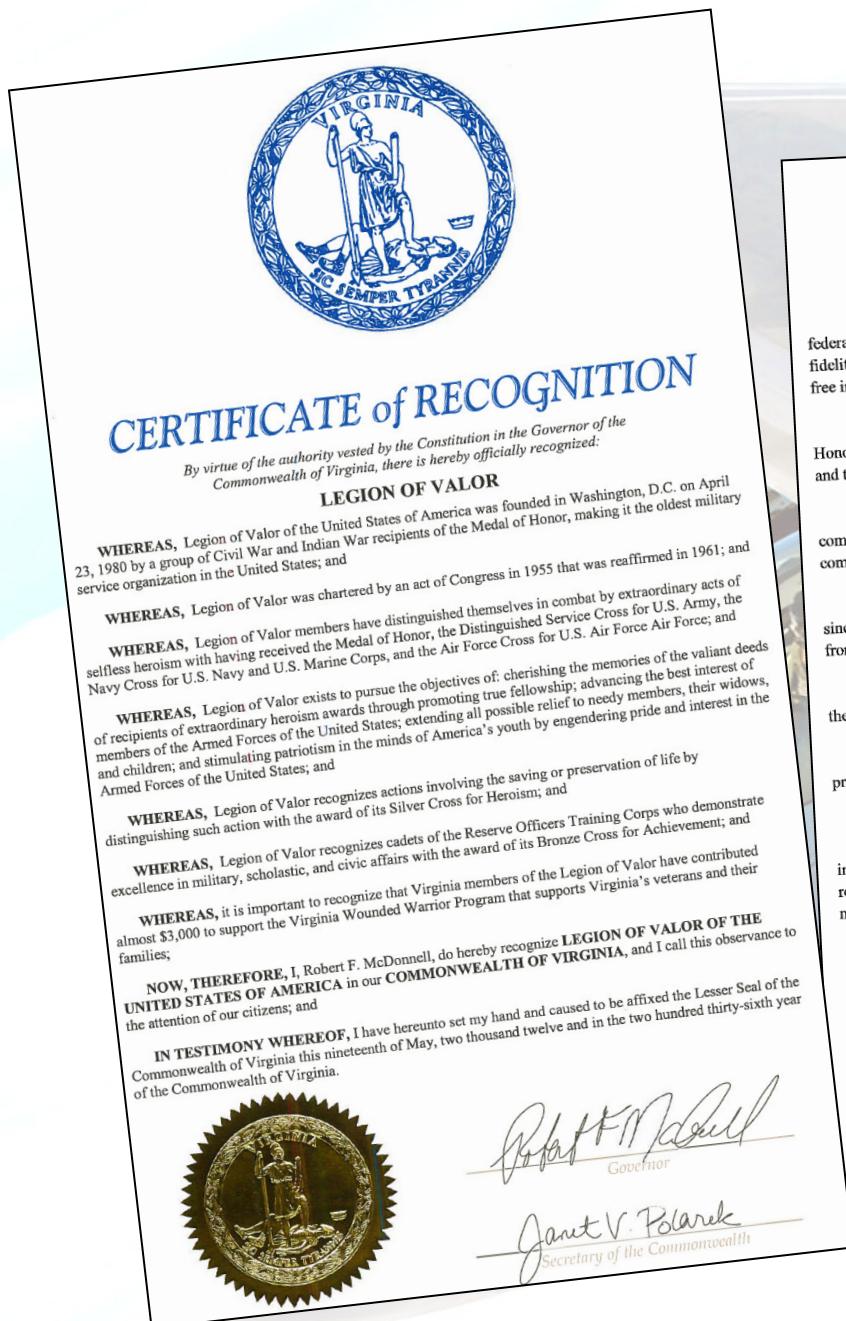 VIRGINIA
SIC SEMPER TYRANNIS
CERTIFICATE of RECOGNITION
By virtue of the authority vested by the Constitution in the Governor of the
Commonwealth of Virginia, there is hereby officially recognized:
LEGION OF VALOR
WHEREAS, Legion of Valor of the United States of America was founded in Washington, D.C. on April
23, 1980 by a group of Civil War and Indian War recipients of the Medal of Honor, making it the oldest military
service organization in the United States; and
WHEREAS, Legion of Valor was chartered by an act of Congress in 1955 that was reaffirmed in 1961; and
WHEREAS, Legion of Valor members have distinguished themselves in combat by extraordinary acts of
selfless heroism with having received the Medal of Honor, the Distinguished Service Cross for U.S. Army, the
Navy Cross for U.S. Navy and U.S. Marine Corps, and the Air Force Cross for U.S. Air Force Air Force; and
WHEREAS, Legion of Valor exists to pursue the objectives of: cherishing the memories of the valiant deeds
of recipients of extraordinary heroism awards through promoting true fellowship; advancing the best interest of
members of the Armed Forces of the United States; extending all possible relief to needy members, their widows,
and children; and stimulating patriotism in the minds of America's youth by engendering pride and interest in the
Armed Forces of the United States; and
WHEREAS, Legion of Valor recognizes actions involving the saving or preservation of life by
distinguishing such action with the award of its Silver Cross for Heroism; and
WHEREAS, Legion of Valor recognizes cadets of the Reserve Officers Training Corps who demonstrate
excellence in military, scholastic, and civic affairs with the award of its Bronze Cross for Achievement; and
WHEREAS, it is important to recognize that Virginia members of the Legion of Valor have contributed
almost $3,000 to support the Virginia Wounded Warrior Program that supports Virginia's veterans and their
families;
NOW, THEREFORE, I, Robert F. McDonnell, do hereby recognize LEGION OF VALOR OF THE
UNITED STATES OF AMERICA in our COMMONWEALTH OF VIRGINIA, and I call this observance to
the attention of our citizens; and
IN TESTIMONY WHEREOF, I have hereunto set my hand and caused to be affixed the Lesser Seal of the
Commonwealth of Virginia this nineteenth of May, two thousand twelve and in the two hundred thirty-sixth year
of the Commonwealth of Virginia.
VIRGINIA
SIC SEMPER TYRANNIS
Governor
Janet V. Polarek
Secretary of the Commonwealth
federa
fidelit
free i
Hono
and t
com
com
sinc
from
the
pr
i
r
n